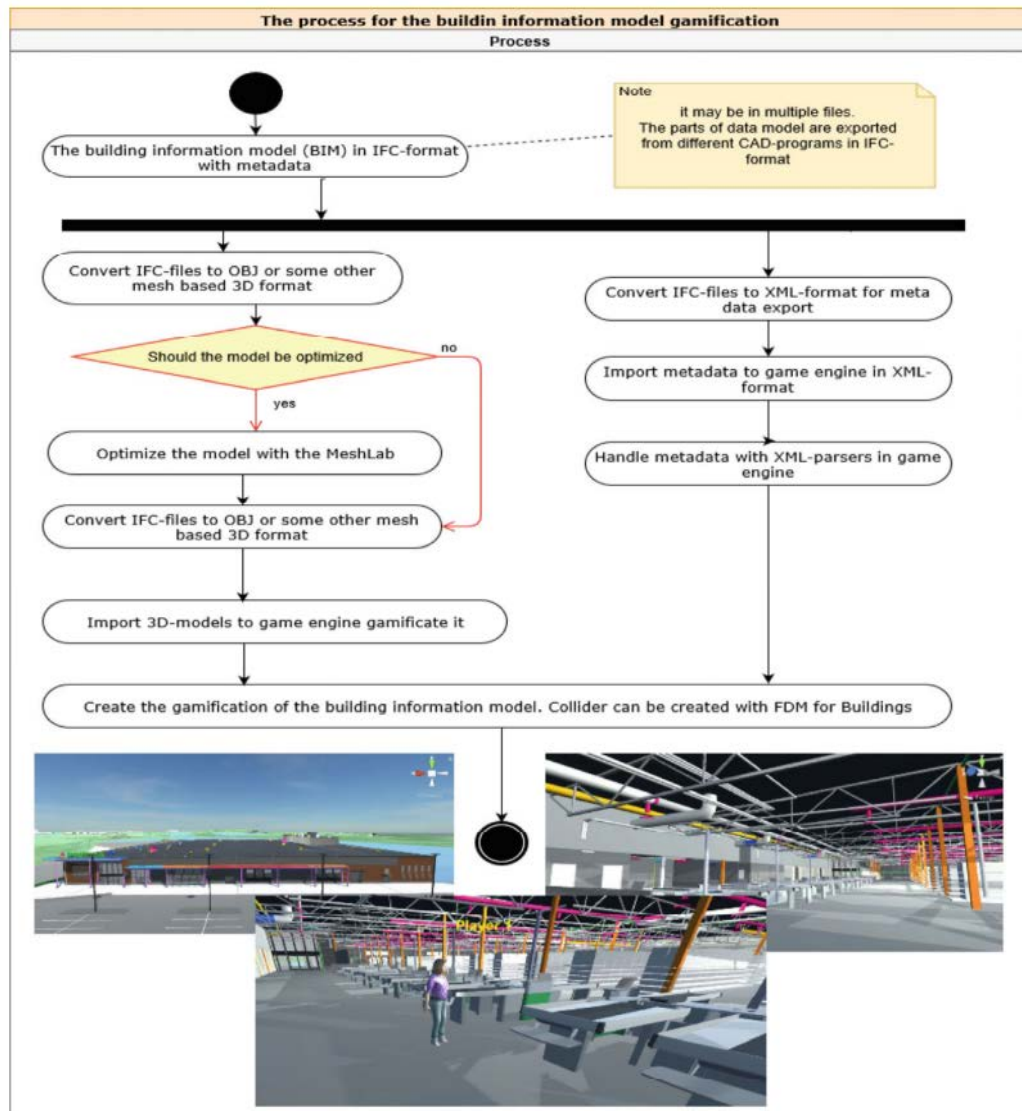 The process for the buildin information model gamification
Process
Note
it may be in multiple files.
The parts of data model are exported
from different CAD-programs in IFC-
format
The building information model (BIM) in IFC-format
with metadata
Convert IFC-files to OBJ or some other
mesh based 3D format
Convert IFC-files to XML-format for meta
data export
Should the model be optimized
no
yes
Import metadata to game engine in XML-
format
Optimize the model with the MeshLab
Handle metadata with XML-parsers in game
engine
Convert IFC-files to OBJ or some other mesh
based 3D format
Import 3D-models to game engine gamificate it
Create the gamification of the building information model. Collider can be created with FDM for Buildings
Player 1